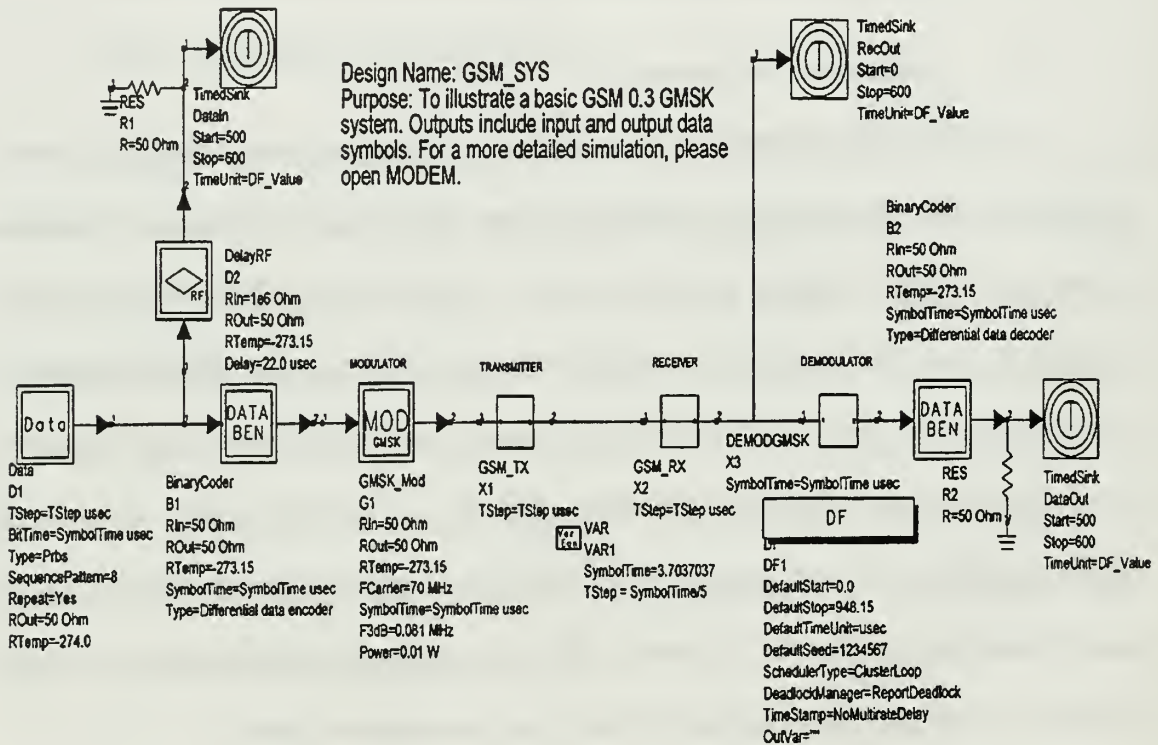 RES
R1
R=50 Ohm
TimedSink
DataIn
Start=500
Stop=600
TimeUnit=DF_Value
Design Name: GSM_SYS
Purpose: To illustrate a basic GSM 0.3 GMSK
system. Outputs include input and output data
symbols. For a more detailed simulation, please
open MODEM.
TimedSink
RecOut
Start=0
Stop=600
TimeUnit=DF_Value
RF
DelayRF
D2
RIn=1e6 Ohm
ROut=50 Ohm
RTemp=-273.15
Delay=22.0 usec
BinaryCoder
B2
RIn=50 Ohm
ROut=50 Ohm
RTemp=-273.15
SymbolTime=SymbolTime usec
Type=Differential data decoder
MODULATOR
TRANSMITTER
RECEIVER
DEMODULATOR
Data
Data
D1
TStep=TStep usec
BitTime=SymbolTime usec
Type=Prbs
SequencePattern=8
Repeat=Yes
ROut=50 Ohm
RTemp=-274.0
DATA
BEN
BinaryCoder
B1
RIn=50 Ohm
ROut=50 Ohm
RTemp=-273.15
SymbolTime=SymbolTime usec
Type=Differential data encoder
MOD
GMSK
GMSK_Mod
G1
RIn=50 Ohm
ROut=50 Ohm
RTemp=-273.15
FCarrier=70 MHz
SymbolTime=SymbolTime usec
F3dB=0.081 MHz
Power=0.01 W
GSM_TX
X1
TStep=TStep usec
GSM_RX
X2
TStep=TStep usec
Var
Eqn
VAR
VAR1
SymbolTime=3.7037037
TStep = SymbolTime/5
DEMODGMSK
X3
SymbolTime=SymbolTime usec
DF
DF1
DefaultStart=0.0
DefaultStop=948.15
DefaultTimeUnit=usec
DefaultSeed=1234567
SchedulerType=ClusterLoop
DeadlockManager=ReportDeadlock
TimeStamp=NoMultirateDelay
OutVar=""
DATA
BEN
RES
R2
R=50 Ohm
TimedSink
DataOut
Start=500
Stop=600
TimeUnit=DF_Value